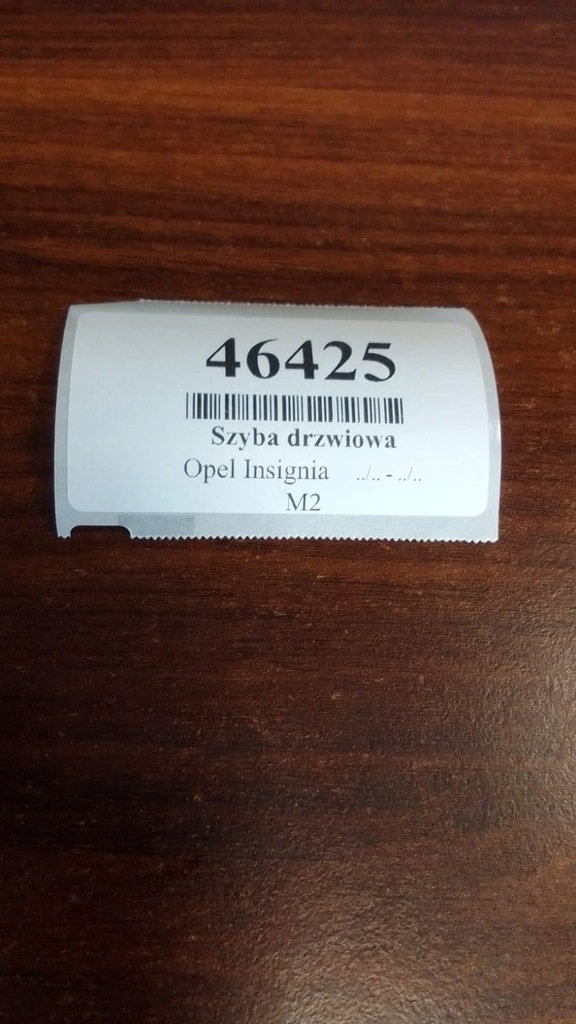 46425
Szyba drzwiowa
Opel Insignia ../.. - ../..
M2